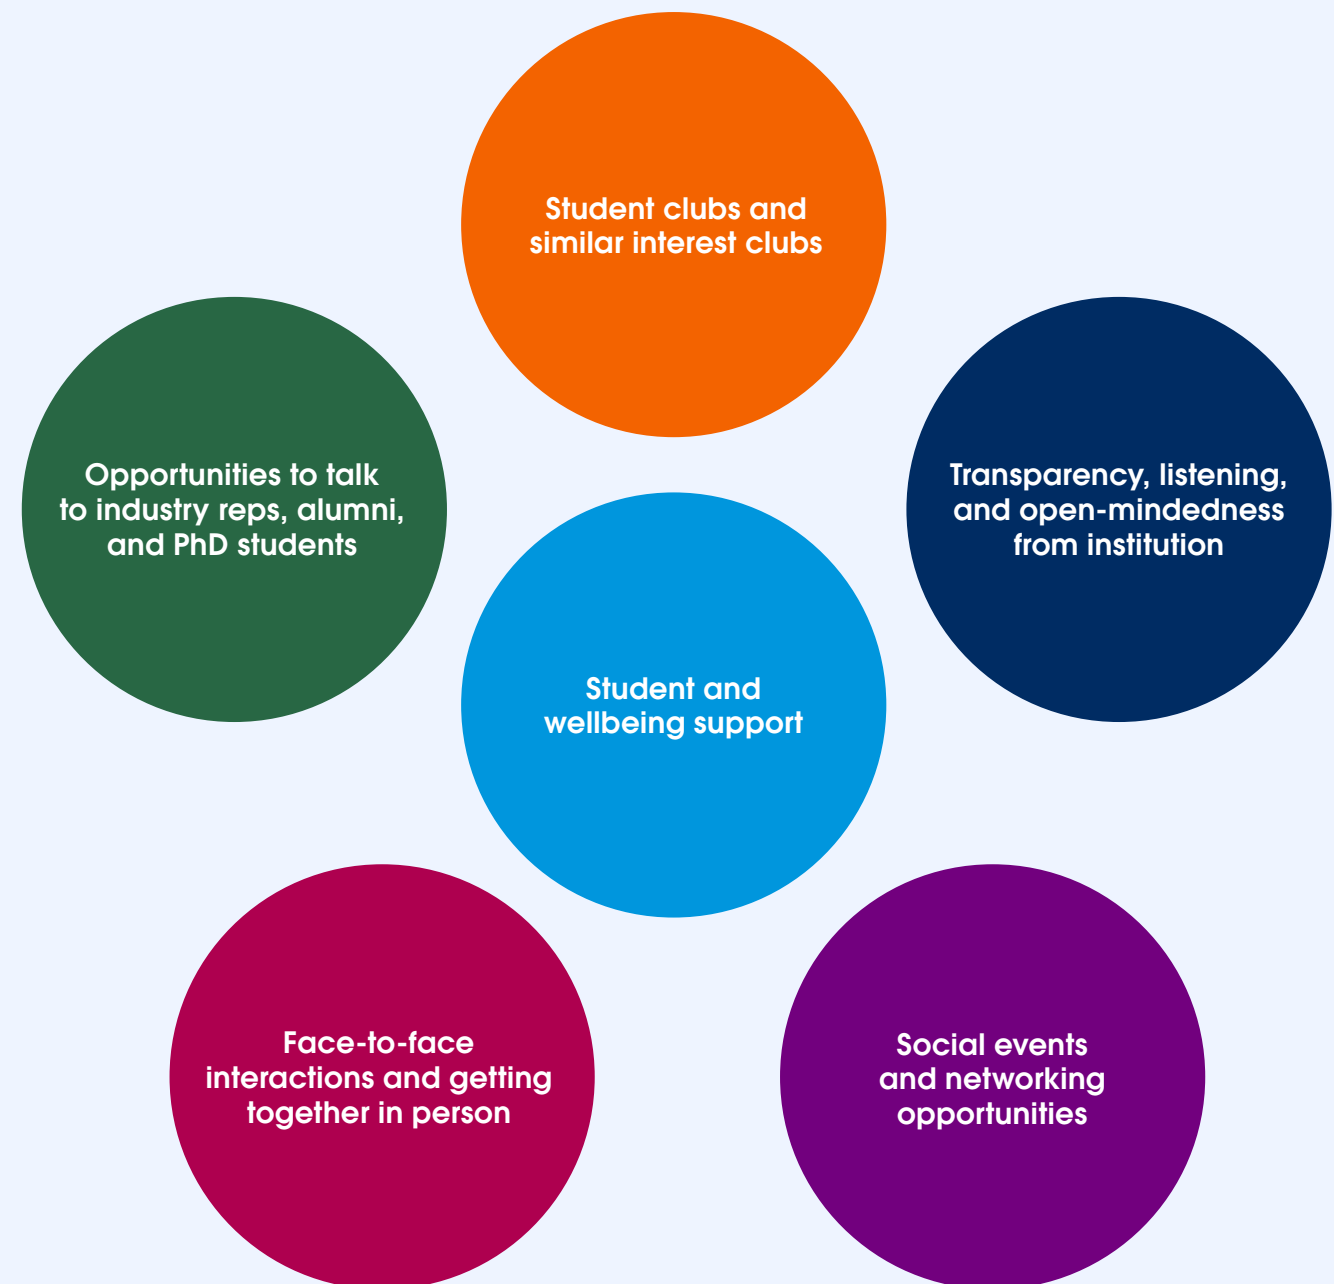 Student clubs and
similar interest clubs
Opportunities to talk
to industry reps, alumni,
and PhD students
Transparency, listening,
and open-mindedness
from institution
Student and
wellbeing support
Face-to-face
interactions and getting
together in person
Social events
and networking
opportunities